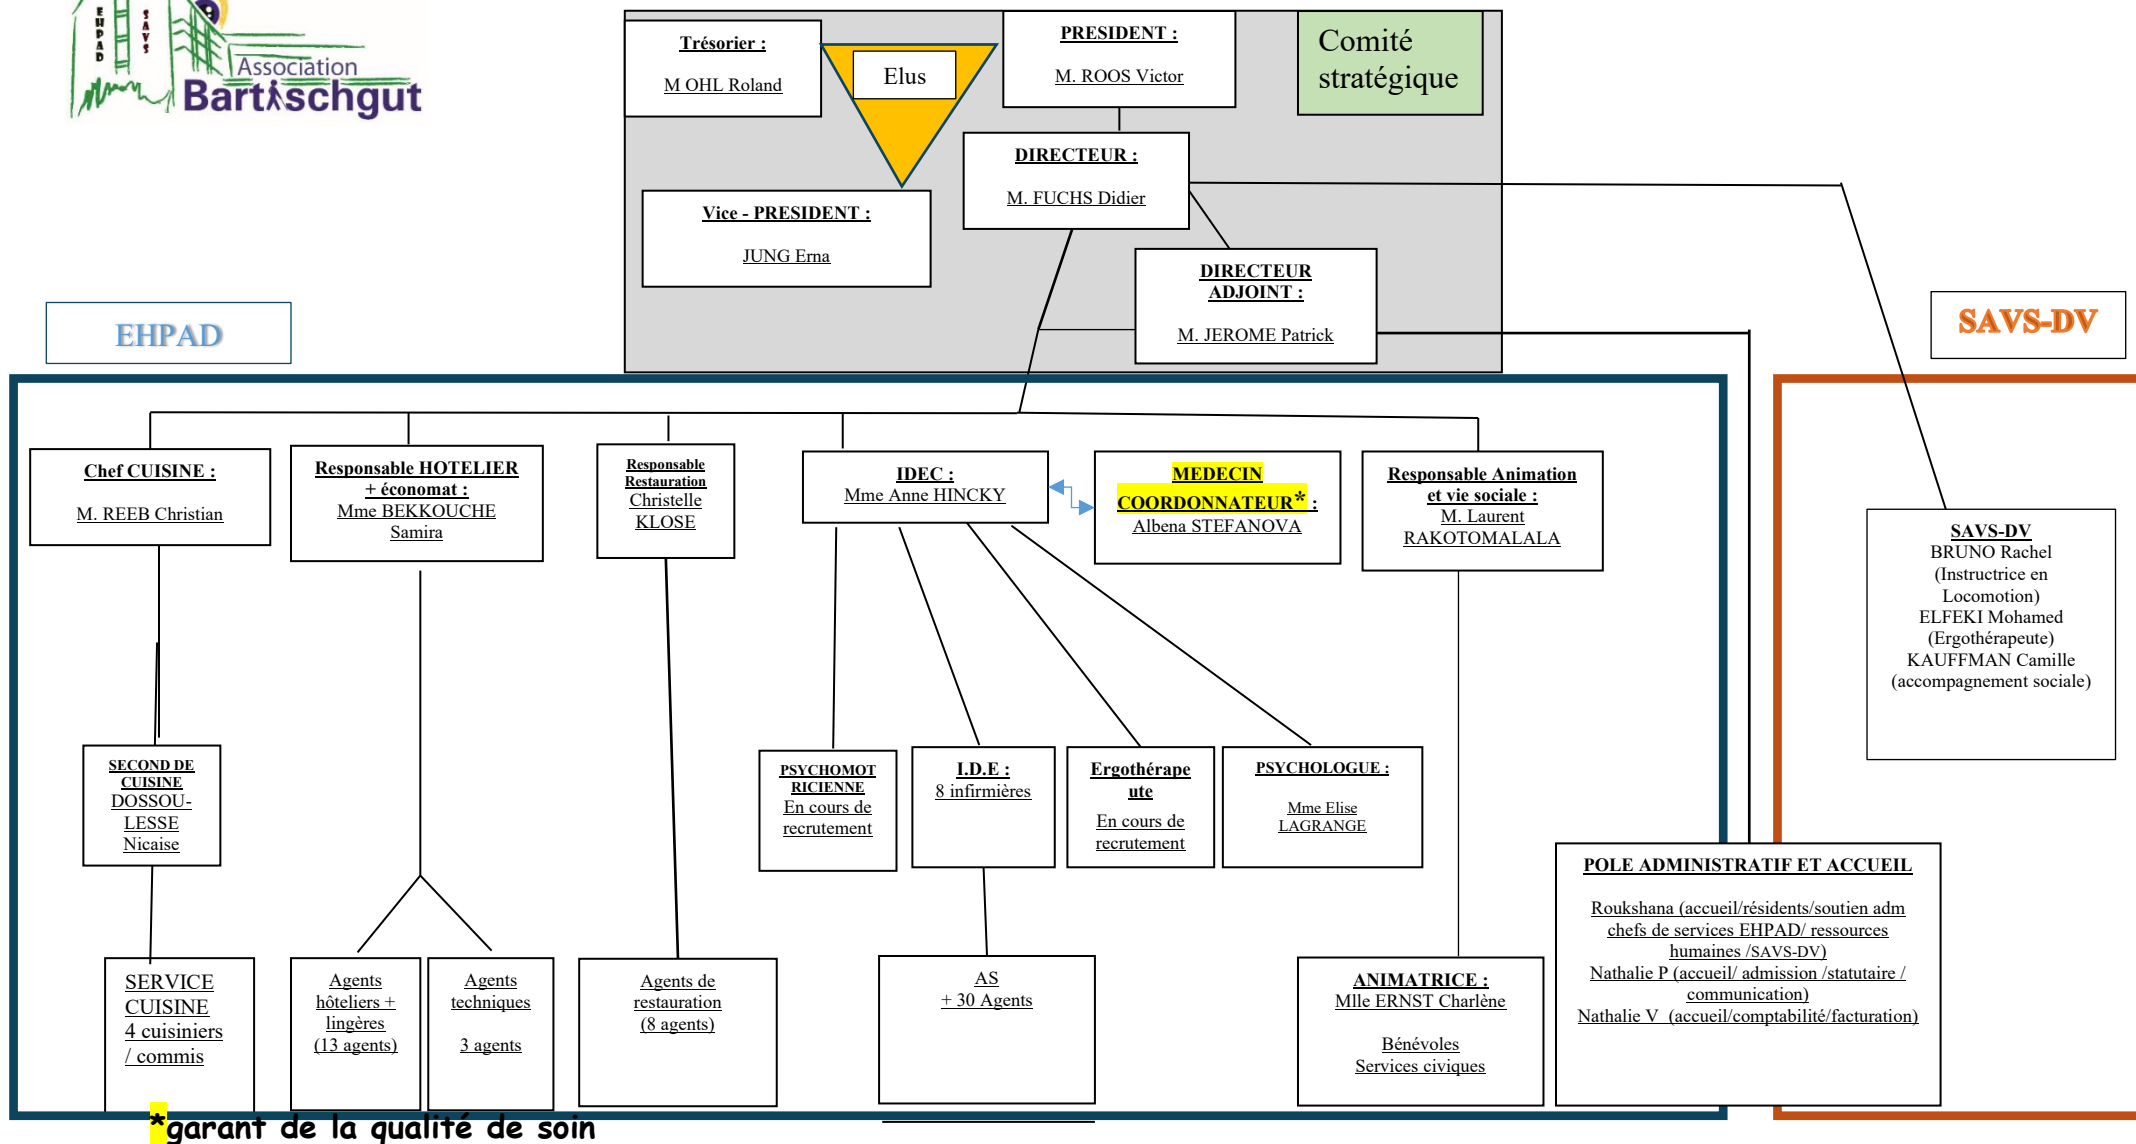 EHPAD
SAVS
Association
Bartischgut
Trésorier :
M OHL Roland
Elus
PRESIDENT :
M. ROOS Victor
Comité
stratégique
DIRECTEUR :
M. FUCHS Didier
Vice - PRESIDENT :
JUNG Erna
DIRECTEUR
ADJOINT :
M. JEROME Patrick
EHPAD
SAVS-DV
Chef CUISINE :
M. REEB Christian
Responsable HOTELIER
+ économat :
Mme BEKKOUCHE
Samira
Responsable
Restauration
Christelle
KLOSE
IDEC :
Mme Anne HINCKY
MEDECIN
COORDONNATEUR* :
Albena STEFANOVA
Responsable Animation
et vie sociale :
M. Laurent
RAKOTOMALALA
SAVS-DV
BRUNO Rachel
(Instructrice en
Locomotion)
ELFEKI Mohamed
(Ergothérapeute)
KAUFFMAN Camille
(accompagnement sociale)
SECOND DE
CUISINE
DOSSOU-
LESSE
Nicaise
PSYCHOMOT
RICIENNE
En cours de
recrutement
I.D.E :
8 infirmières
Ergothérape
ute
En cours de
recrutement
PSYCHOLOGUE :
Mme Elise
LAGRANGE
POLE ADMINISTRATIF ET ACCUEIL
Roukshana (accueil/résidents/soutien adm
chefs de services EHPAD/ ressources
humaines /SAVS-DV)
Nathalie P (accueil/ admission /statutaire /
communication)
Nathalie V (accueil/comptabilité/facturation)
SERVICE
CUISINE
4 cuisiniers
/ commis
Agents
hôteliers +
lingères
(13 agents)
Agents
techniques
3 agents
Agents de
restauration
(8 agents)
AS
+ 30 Agents
ANIMATRICE :
Mlle ERNST Charlène
Bénévoles
Services civiques
*garant de la qualité de soin